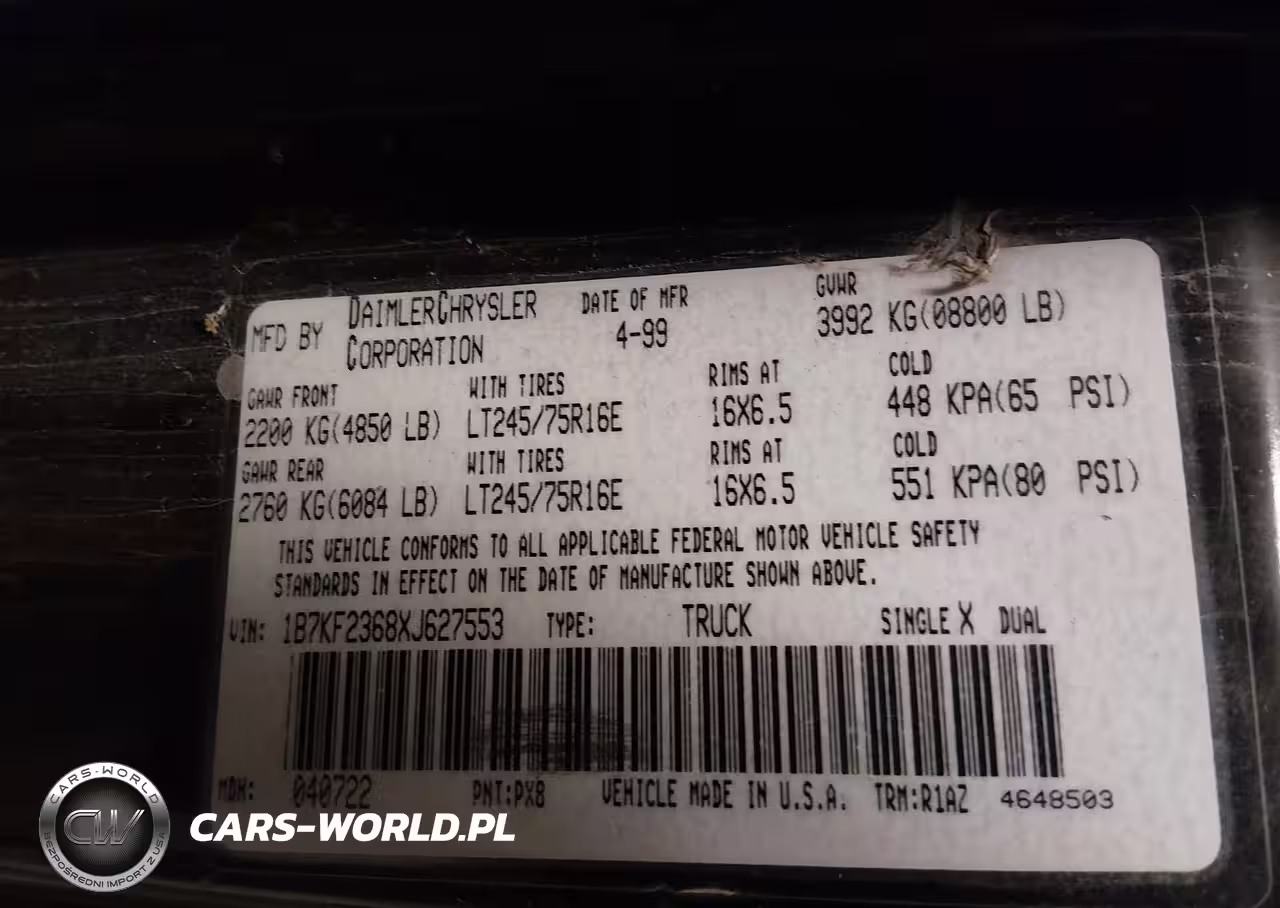 MFD BY DAIMLERCHRYSLER CORPORATION DATE OF MFR 4-99 GVWR 3992 KG(08800 LB)
GAWR FRONT WITH TIRES RIMS AT COLD
2200 KG(4850 LB) LT245/75R16E 16X6.5 448 KPA(65 PSI)
GAWR REAR WITH TIRES RIMS AT COLD
2760 KG(6084 LB) LT245/75R16E 16X6.5 551 KPA(80 PSI)
THIS VEHICLE CONFORMS TO ALL APPLICABLE FEDERAL MOTOR VEHICLE SAFETY
STANDARDS IN EFFECT ON THE DATE OF MANUFACTURE SHOWN ABOVE.
VIN: 1B7KF2368XJ627553 TYPE: TRUCK SINGLE X DUAL
MDH: 040722 PNT:PX8 VEHICLE MADE IN U.S.A. TRM:R1AZ 4648503
CARS-WORLD
CW
BEZPOŚREDNI IMPORT Z USA
CARS-WORLD.PL